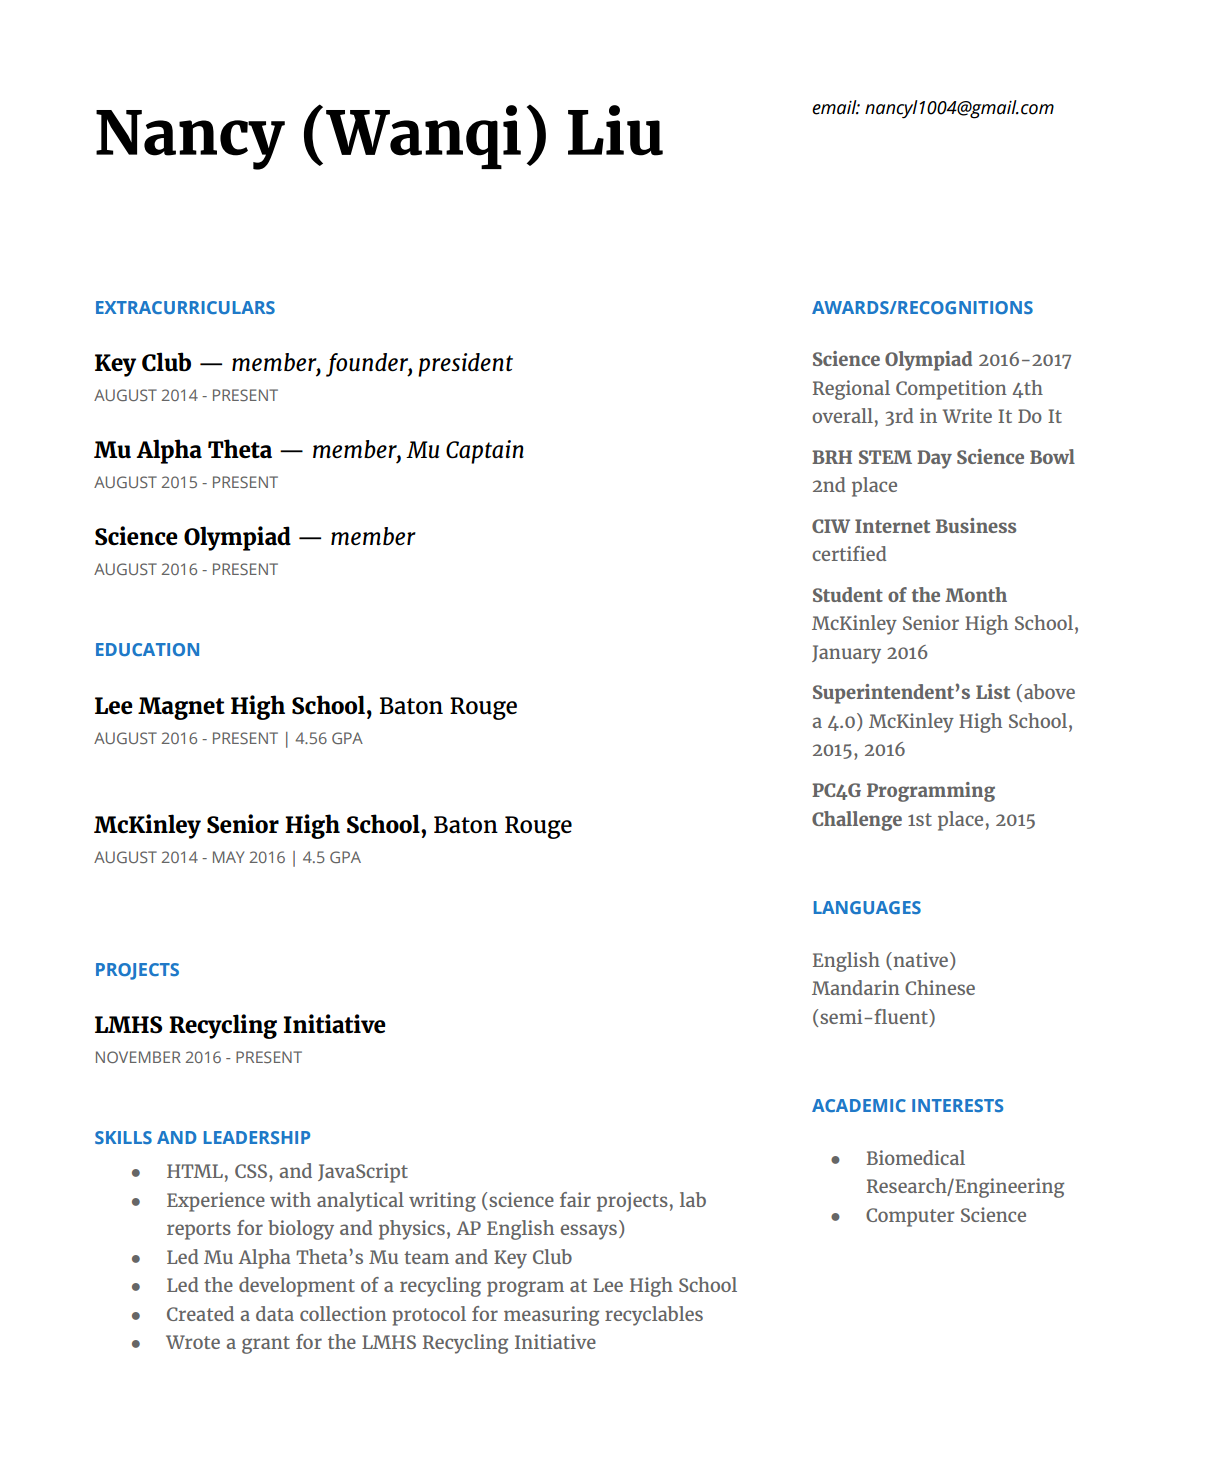 Nancy (Wanqi) Liu
email: nancyl1004@gmail.com
EXTRACURRICULARS
Key Club — member, founder, president
AUGUST 2014 - PRESENT
Mu Alpha Theta — member, Mu Captain
AUGUST 2015 - PRESENT
Science Olympiad — member
AUGUST 2016 - PRESENT
EDUCATION
Lee Magnet High School, Baton Rouge
AUGUST 2016 - PRESENT | 4.56 GPA
McKinley Senior High School, Baton Rouge
AUGUST 2014 - MAY 2016 | 4.5 GPA
PROJECTS
LMHS Recycling Initiative
NOVEMBER 2016 - PRESENT
SKILLS AND LEADERSHIP
● HTML, CSS, and JavaScript
● Experience with analytical writing (science fair projects, lab
reports for biology and physics, AP English essays)
● Led Mu Alpha Theta’s Mu team and Key Club
● Led the development of a recycling program at Lee High School
● Created a data collection protocol for measuring recyclables
● Wrote a grant for the LMHS Recycling Initiative
AWARDS/RECOGNITIONS
Science Olympiad 2016-2017
Regional Competition 4th
overall, 3rd in Write It Do It
BRH STEM Day Science Bowl
2nd place
CIW Internet Business
certified
Student of the Month
McKinley Senior High School,
January 2016
Superintendent’s List (above
a 4.0) McKinley High School,
2015, 2016
PC4G Programming
Challenge 1st place, 2015
LANGUAGES
English (native)
Mandarin Chinese
(semi-fluent)
ACADEMIC INTERESTS
● Biomedical
Research/Engineering
● Computer Science